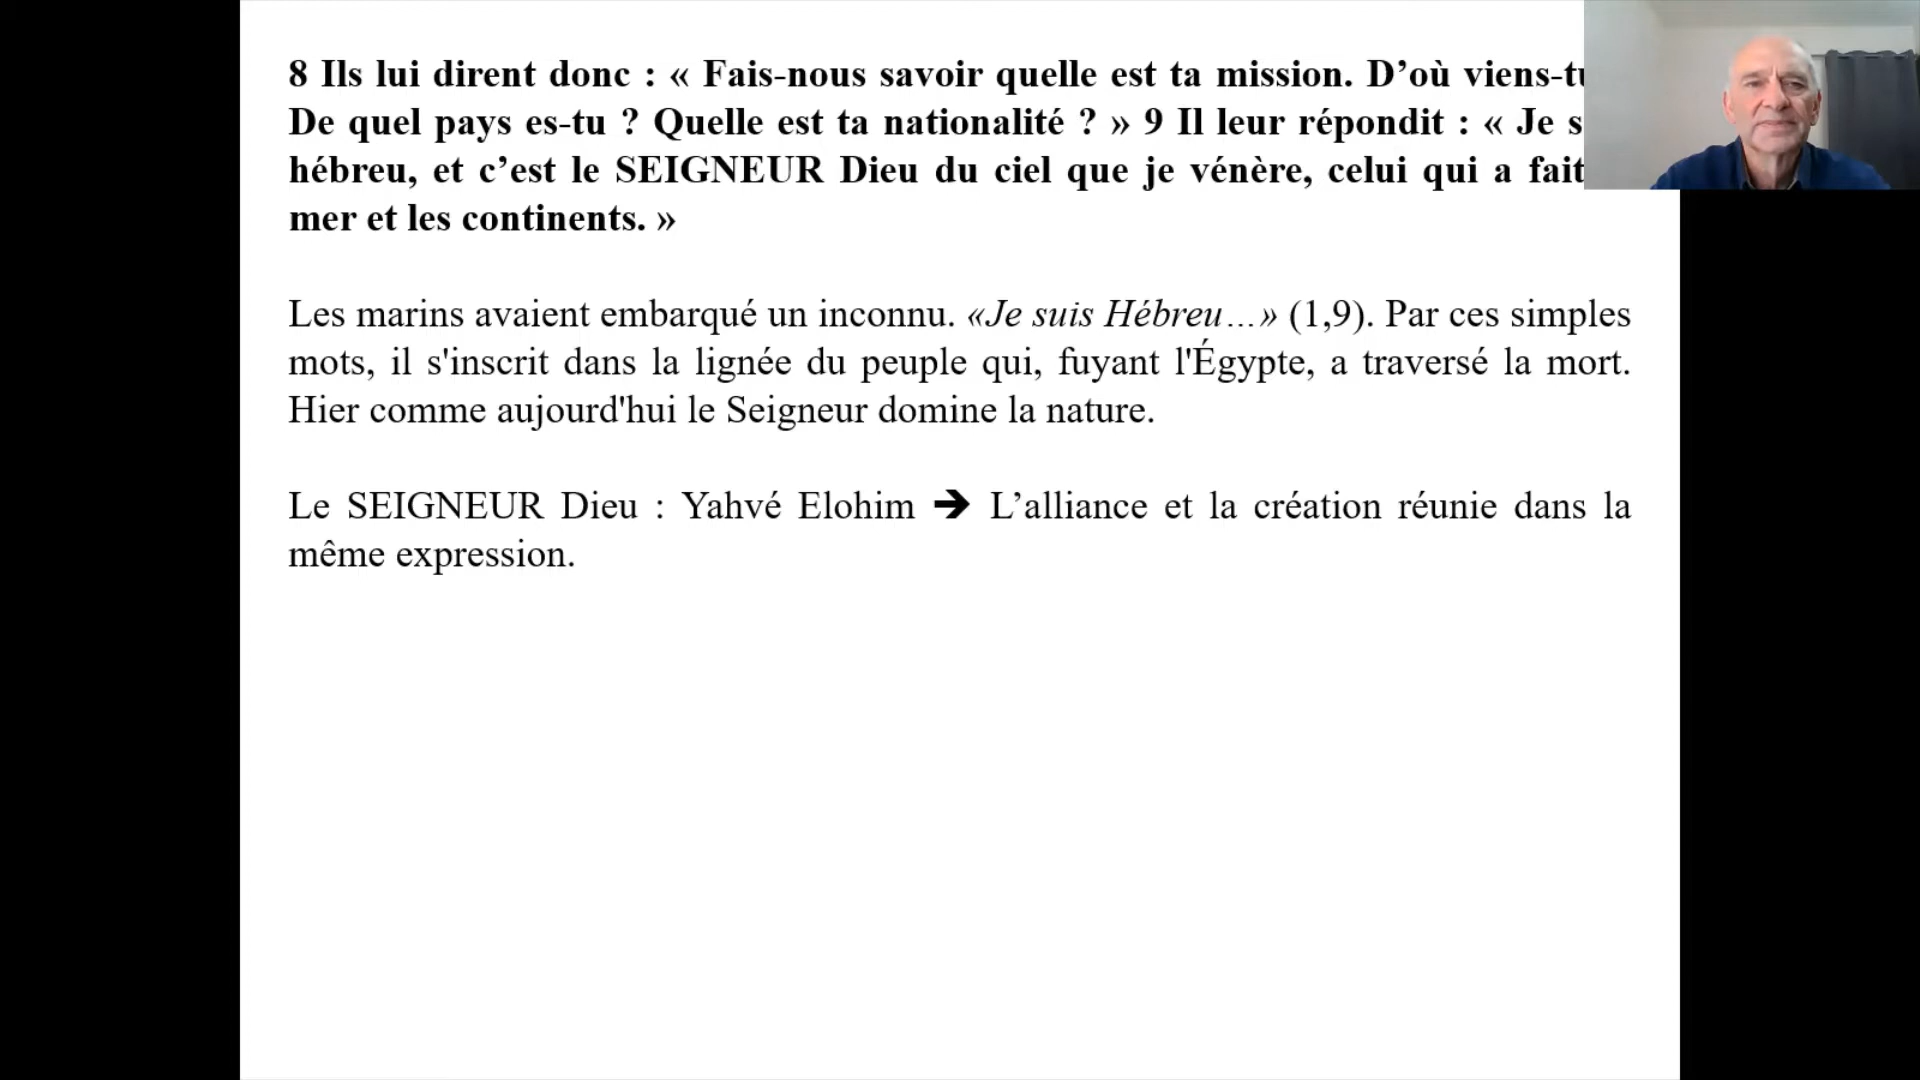 8 Ils lui dirent donc : « Fais-nous savoir quelle est ta mission. D’où viens-tu
De quel pays es-tu ? Quelle est ta nationalité ? » 9 Il leur répondit : « Je
hébreu, et c’est le SEIGNEUR Dieu du ciel que je vénère, celui qui a fait
mer et les continents. »
Les marins avaient embarqué un inconnu. «Je suis Hébreu…» (1,9). Par ces simples
mots, il s'inscrit dans la lignée du peuple qui, fuyant l'Égypte, a traversé la mort.
Hier comme aujourd'hui le Seigneur domine la nature.
Le SEIGNEUR Dieu : Yahvé Elohim ➔ L’alliance et la création réunie dans la
même expression.